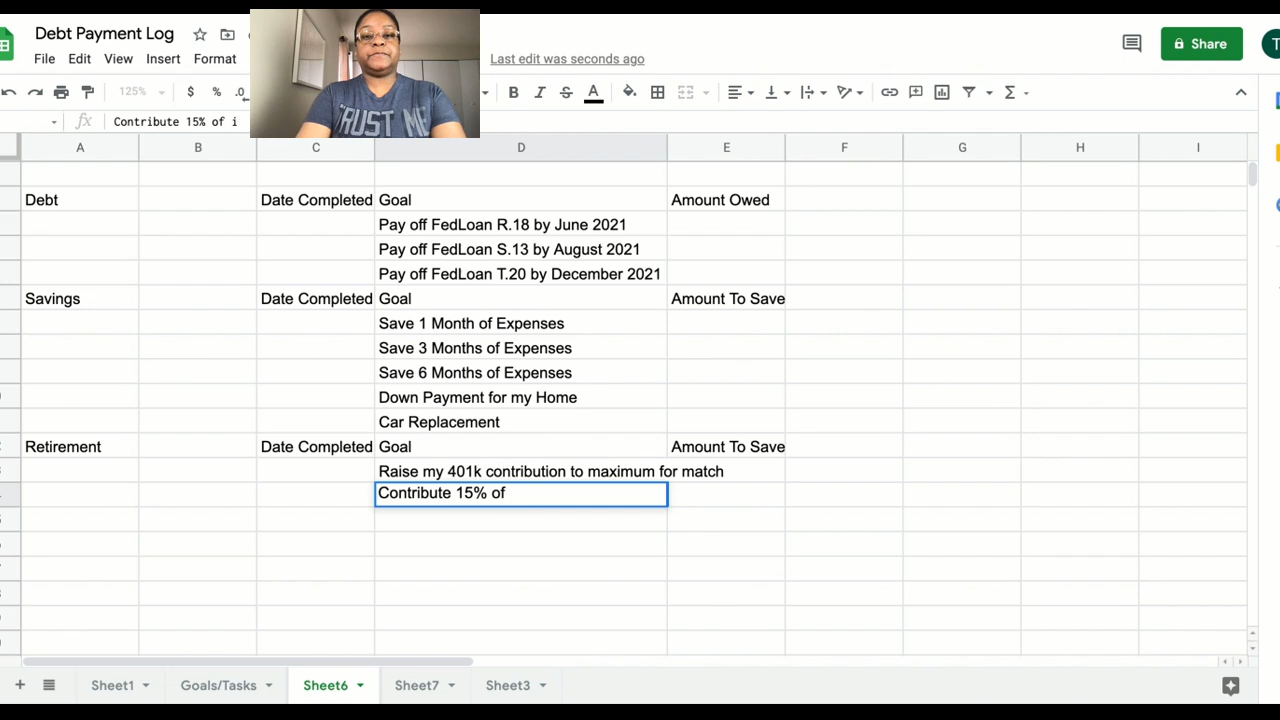 Debt Payment Log
File Edit View Insert Format
Last edit was seconds ago
Share
T
125% $ % .0
B I S A Σ
fx Contribute 15% of i
TRUST ME
A B C D E F G H I
Debt Date Completed Goal Amount Owed
Pay off FedLoan R.18 by June 2021
Pay off FedLoan S.13 by August 2021
Pay off FedLoan T.20 by December 2021
Savings Date Completed Goal Amount To Save
Save 1 Month of Expenses
Save 3 Months of Expenses
Save 6 Months of Expenses
Down Payment for my Home
Car Replacement
Retirement Date Completed Goal Amount To Save
Raise my 401k contribution to maximum for match
Contribute 15% of
Sheet1 Goals/Tasks Sheet6 Sheet7 Sheet3